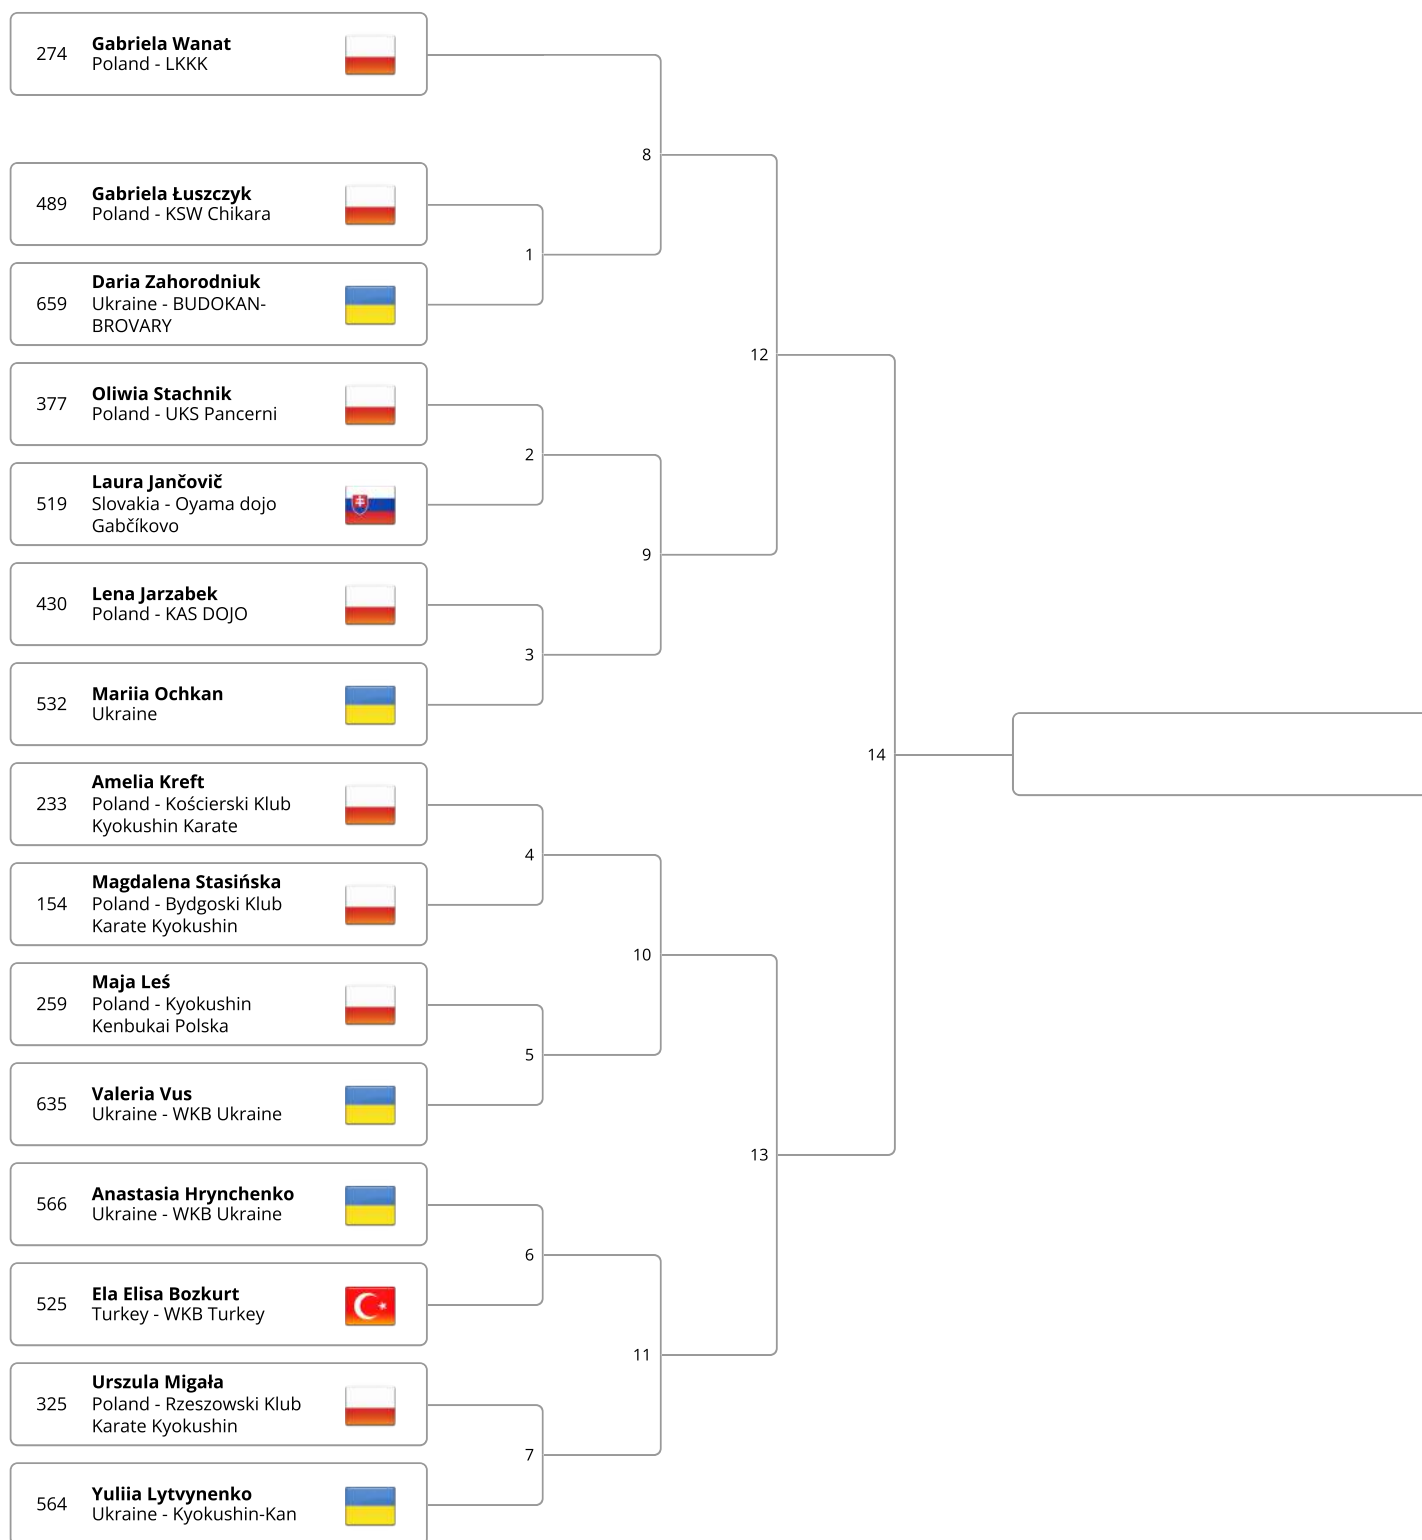 274
Gabriela Wanat
Poland - LKKK
8
489
Gabriela Łuszczyk
Poland - KSW Chikara
1
659
Daria Zahorodniuk
Ukraine - BUDOKAN-
BROVARY
12
377
Oliwia Stachnik
Poland - UKS Pancerni
2
519
Laura Jančovič
Slovakia - Oyama dojo
Gabčíkovo
9
430
Lena Jarzabek
Poland - KAS DOJO
3
532
Mariia Ochkan
Ukraine
14
233
Amelia Kreft
Poland - Kościerski Klub
Kyokushin Karate
4
154
Magdalena Stasińska
Poland - Bydgoski Klub
Karate Kyokushin
10
259
Maja Leś
Poland - Kyokushin
Kenbukai Polska
5
635
Valeria Vus
Ukraine - WKB Ukraine
13
566
Anastasia Hrynchenko
Ukraine - WKB Ukraine
6
525
Ela Elisa Bozkurt
Turkey - WKB Turkey
11
325
Urszula Migała
Poland - Rzeszowski Klub
Karate Kyokushin
7
564
Yuliia Lytvynenko
Ukraine - Kyokushin-Kan